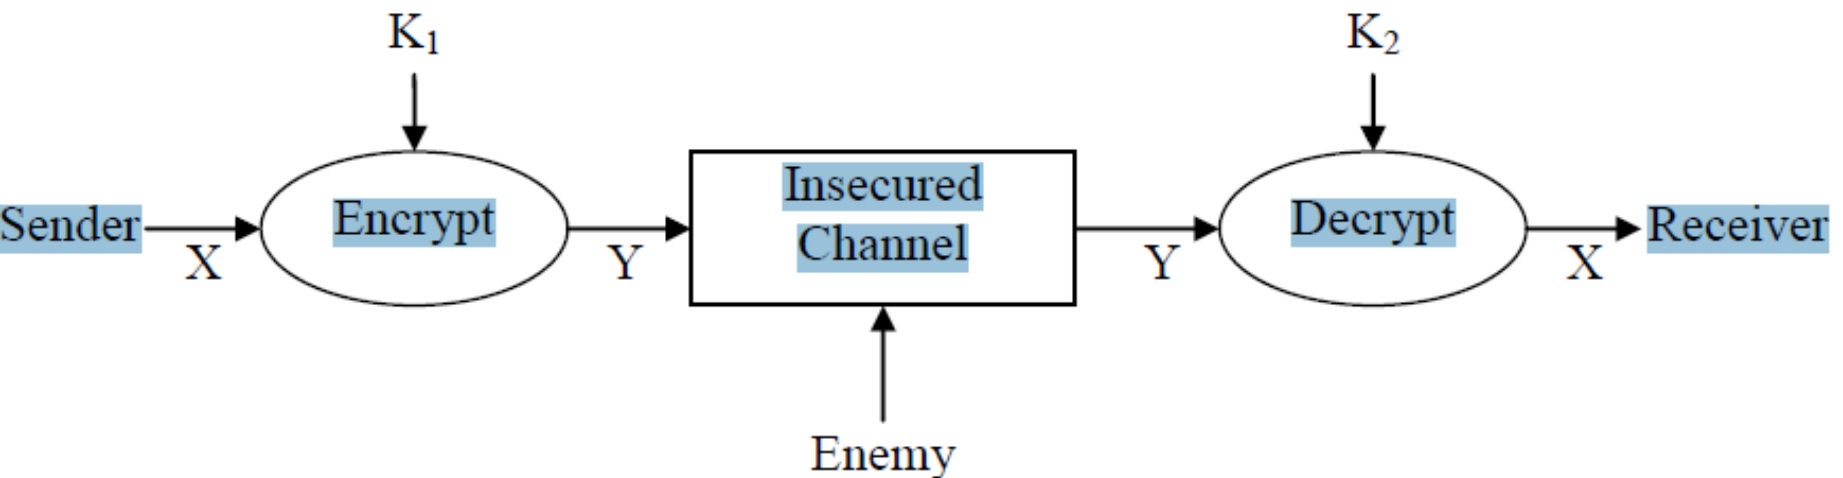 K₁
K₂
Sender
X
Encrypt
Y
Insecured
Channel
Y
Decrypt
X
Receiver
Enemy